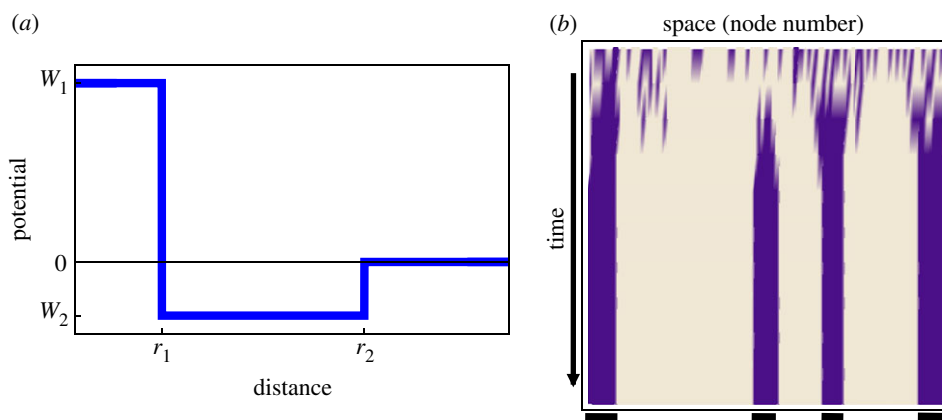 (a)
W1
0
W2
potential
r1
r2
distance
(b)
space (node number)
time